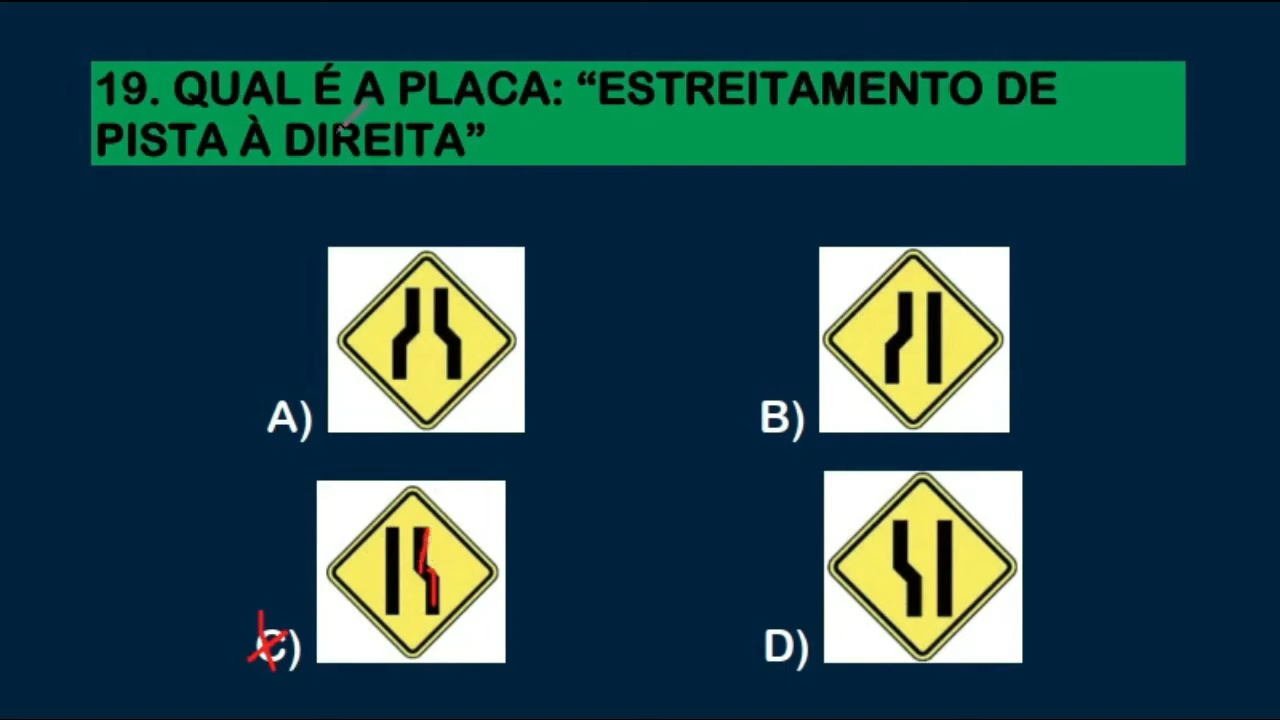 19. QUAL É A PLACA: “ESTREITAMENTO DE
PISTA À DIREITA”
A)
B)
C)
D)